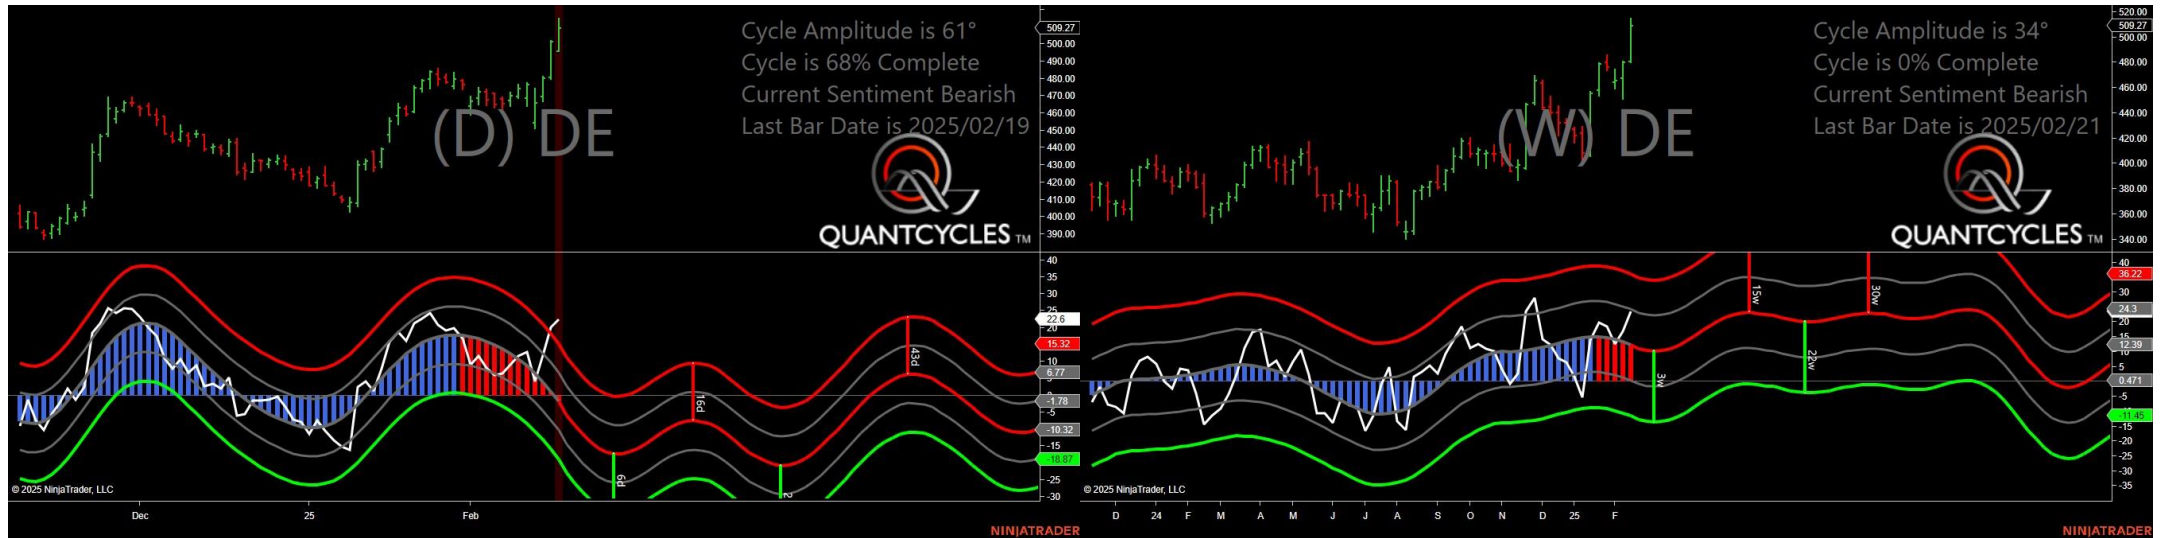 Cycle Amplitude is 61°
Cycle is 68% Complete
Current Sentiment Bearish
Last Bar Date is 2025/02/19
(D) DE
QUANTCYCLES TM
509.27
500.00
490.00
480.00
470.00
460.00
450.00
440.00
430.00
420.00
410.00
400.00
390.00
40
35
30
25
22.6
20
15.32
10
6.77
-1.78
-5
-10.32
-15
-18.87
-25
-30
6d
16d
2
43d
© 2025 NinjaTrader, LLC
Dec
25
Feb
NINJATRADER
Cycle Amplitude is 34°
Cycle is 0% Complete
Current Sentiment Bearish
Last Bar Date is 2025/02/21
(W) DE
QUANTCYCLES TM
520.00
509.27
500.00
480.00
460.00
440.00
420.00
400.00
380.00
360.00
340.00
40
36.22
30
24.3
20
15
12.39
10
5
0.471
-5
-11.45
-15
-20
-25
-30
-35
3w
15w
22w
30w
© 2025 NinjaTrader, LLC
D
24
F
M
A
M
J
J
A
S
O
N
D
25
F
NINJATRADER